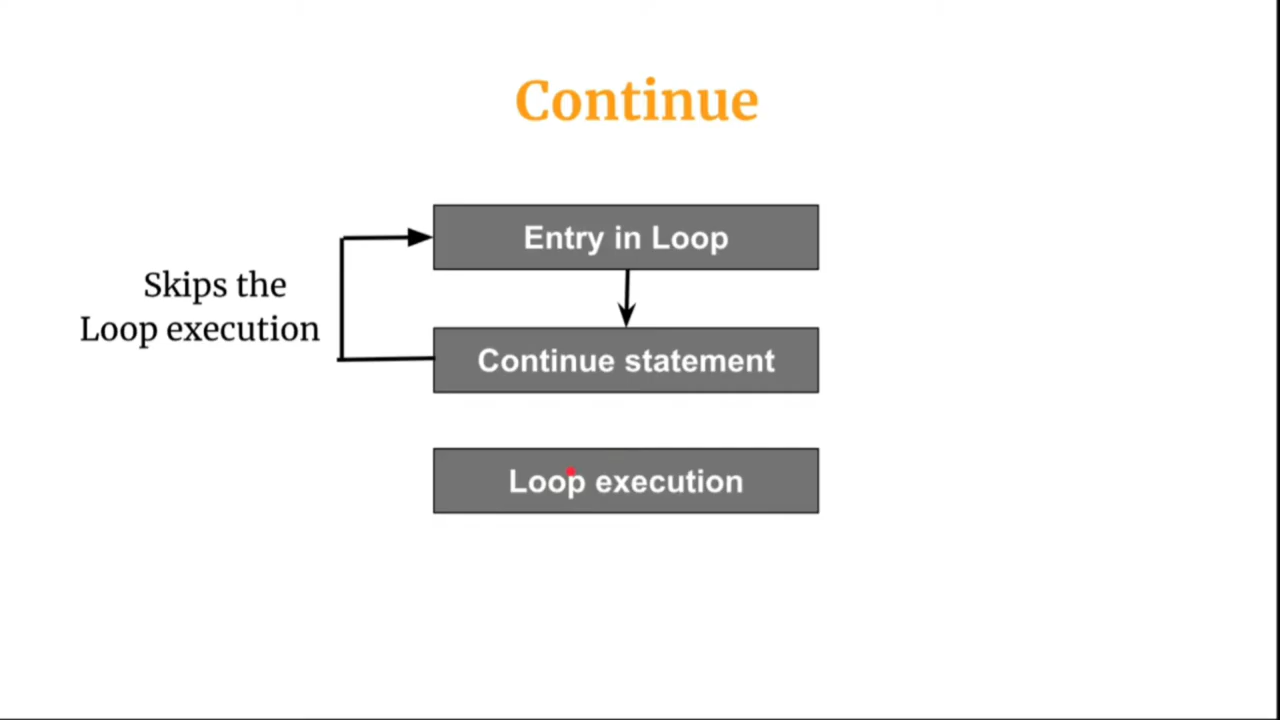 Continue
Entry in Loop
Skips the
Loop execution
Continue statement
Loop execution